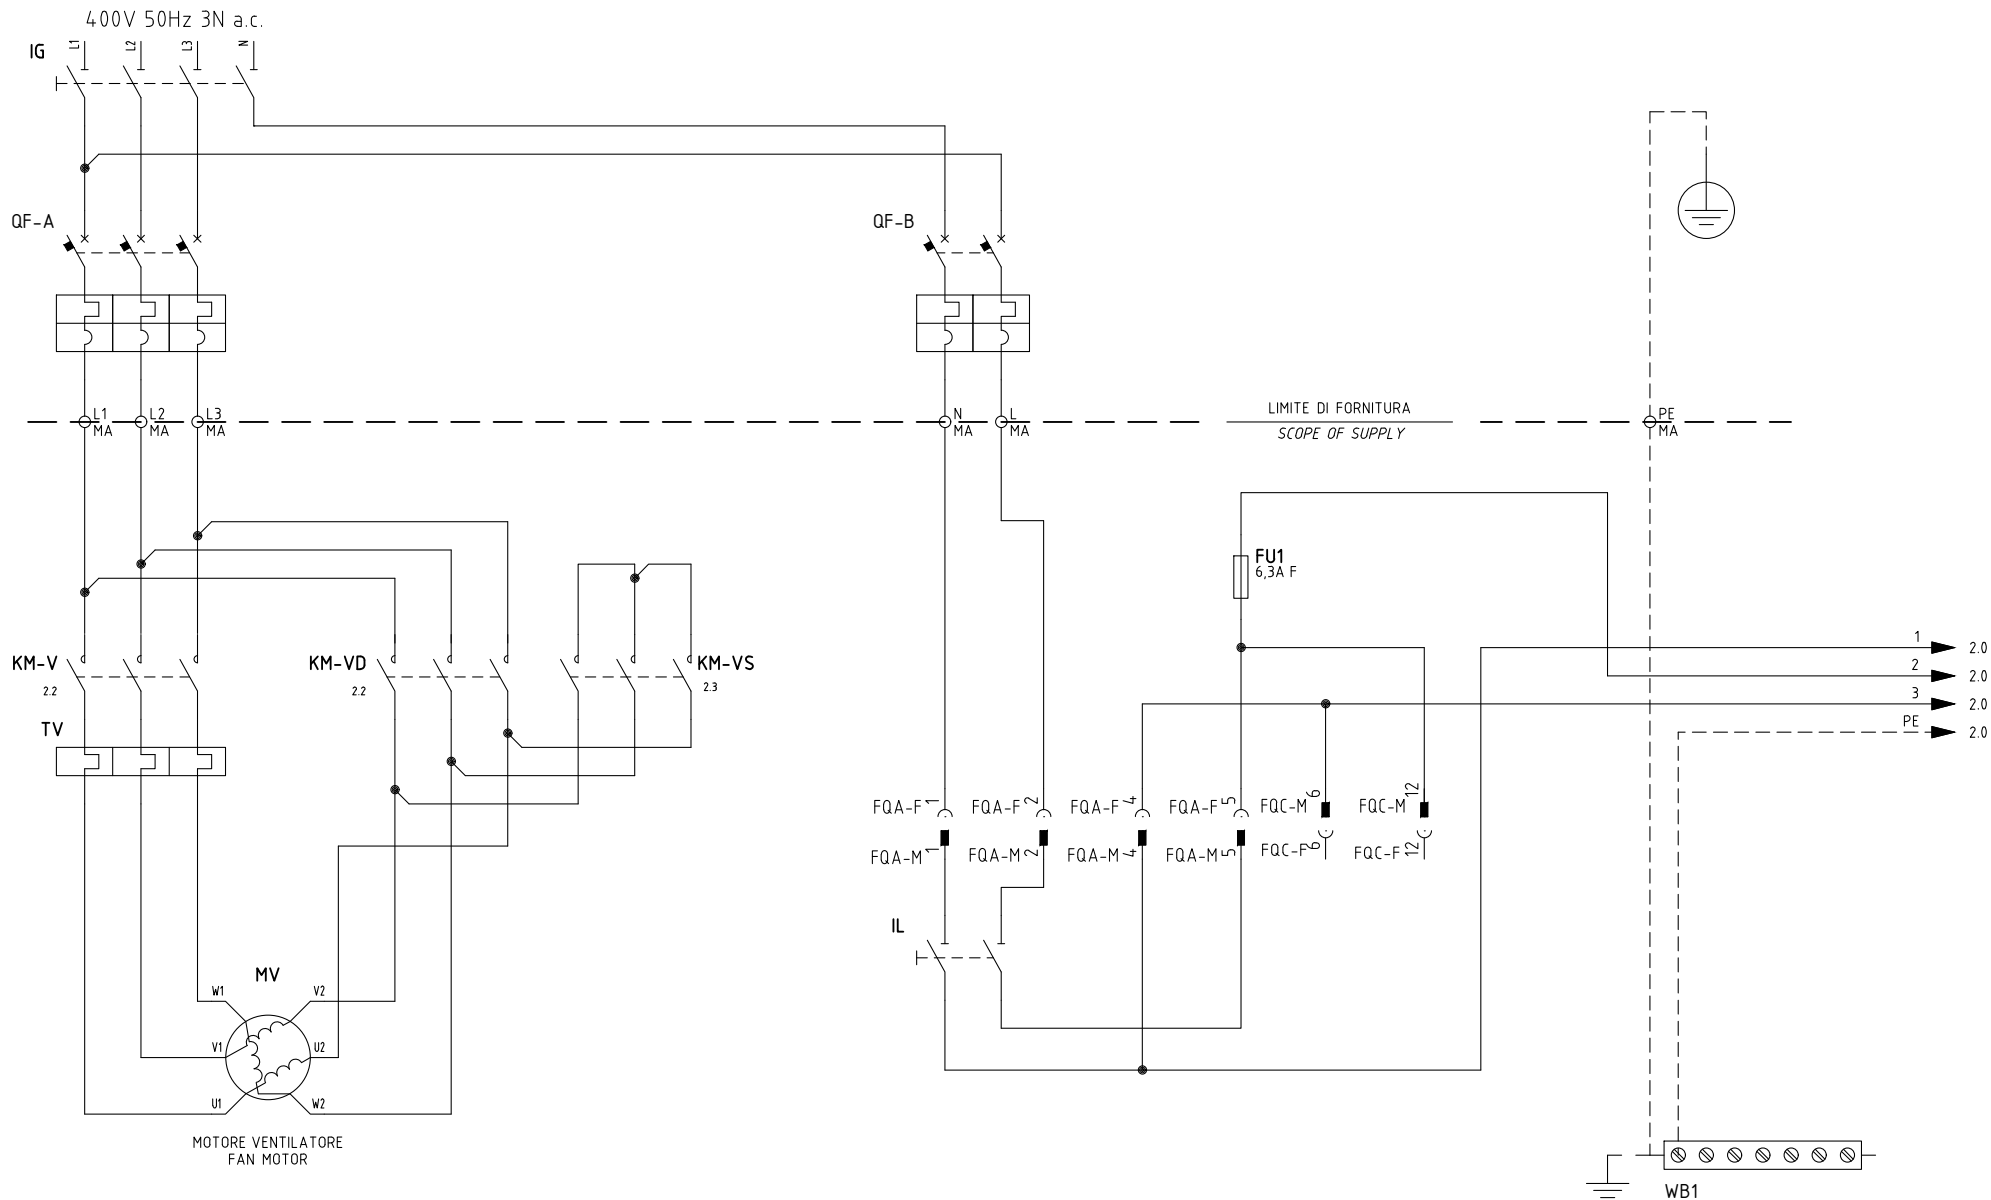 400V 50Hz 3N a.c.
IG
L1
L2
L3
N
QF-A
QF-B
L1
MA
L2
MA
L3
MA
N
MA
L
MA
LIMITE DI FORNITURA
SCOPE OF SUPPLY
PE
MA
FU1
6,3A F
KM-V
2.2
KM-VD
2.2
KM-VS
2.3
1
2.0
2
2.0
3
2.0
PE
2.0
TV
FQA-F 1
FQA-F 2
FQA-F 4
FQA-F 5
FQC-M 6
FQC-M 12
FQA-M 1
FQA-M 2
FQA-M 4
FQA-M 5
FQC-F 6
FQC-F 12
IL
MV
W1
V2
V1
U2
U1
W2
MOTORE VENTILATORE
FAN MOTOR
WB1